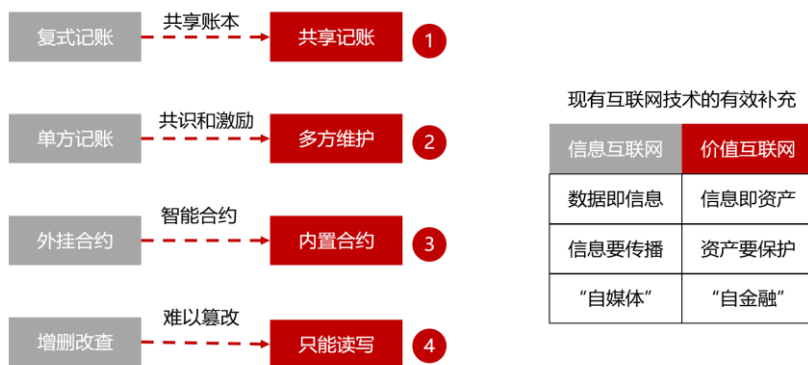 复式记账
共享账本
共享记账
1
单方记账
共识和激励
多方维护
2
外挂合约
智能合约
内置合约
3
增删改查
难以篡改
只能读写
4
现有互联网技术的有效补充
信息互联网 价值互联网
数据即信息 信息即资产
信息要传播 资产要保护
“自媒体” “自金融”